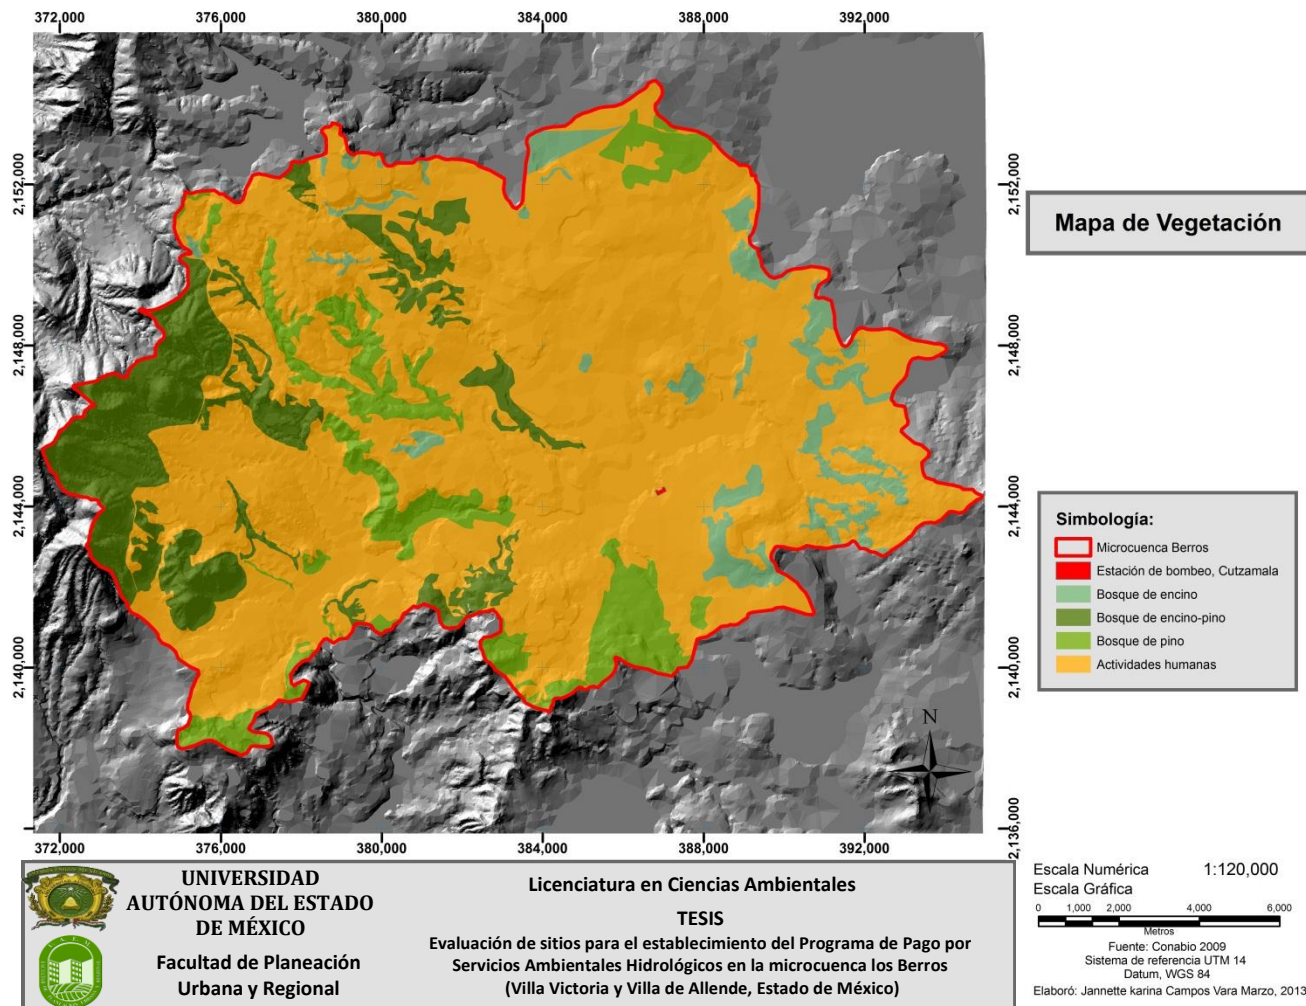 372,000 376,000 380,000 384,000 388,000 392,000
2,152,000
2,148,000
2,144,000
2,140,000
2,152,000
2,148,000
2,144,000
2,140,000
2,136,000
N
372,000 376,000 380,000 384,000 388,000 392,000
Mapa de Vegetación
Simbología:
Microcuenca Berros
Estación de bombeo, Cutzamala
Bosque de encino
Bosque de encino-pino
Bosque de pino
Actividades humanas
UNIVERSIDAD
AUTÓNOMA DEL ESTADO
DE MÉXICO
Facultad de Planeación
Urbana y Regional
Licenciatura en Ciencias Ambientales
TESIS
Evaluación de sitios para el establecimiento del Programa de Pago por
Servicios Ambientales Hidrológicos en la microcuenca los Berros
(Villa Victoria y Villa de Allende, Estado de México)
Escala Numérica 1:120,000
Escala Gráfica
0 1,000 2,000 4,000 6,000
Metros
Fuente: Conabio 2009
Sistema de referencia UTM 14
Datum, WGS 84
Elaboró: Jannette karina Campos Vara Marzo, 2013